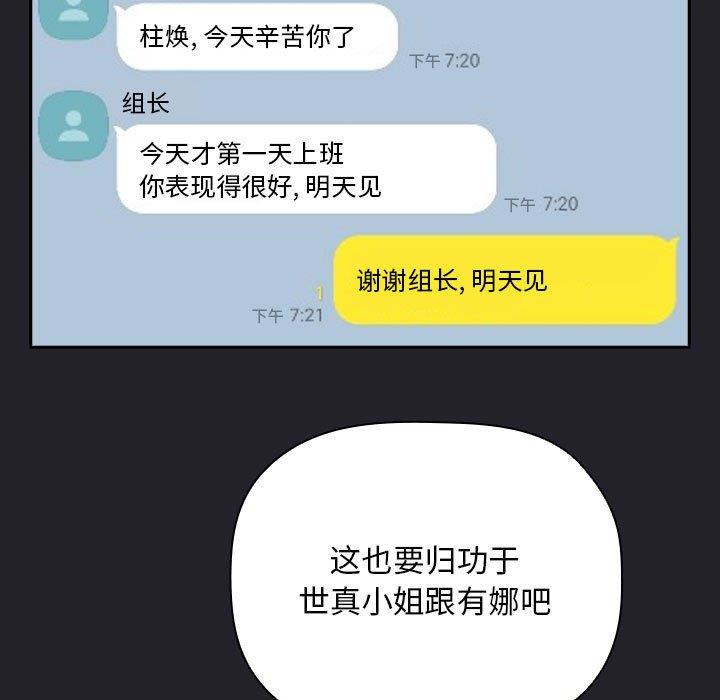 柱焕, 今天辛苦你了
下午 7:20
组长
今天才第一天上班
你表现得很好, 明天见
下午 7:20
谢谢组长, 明天见
1
下午 7:21
这也要归功于
世真小姐跟有娜吧